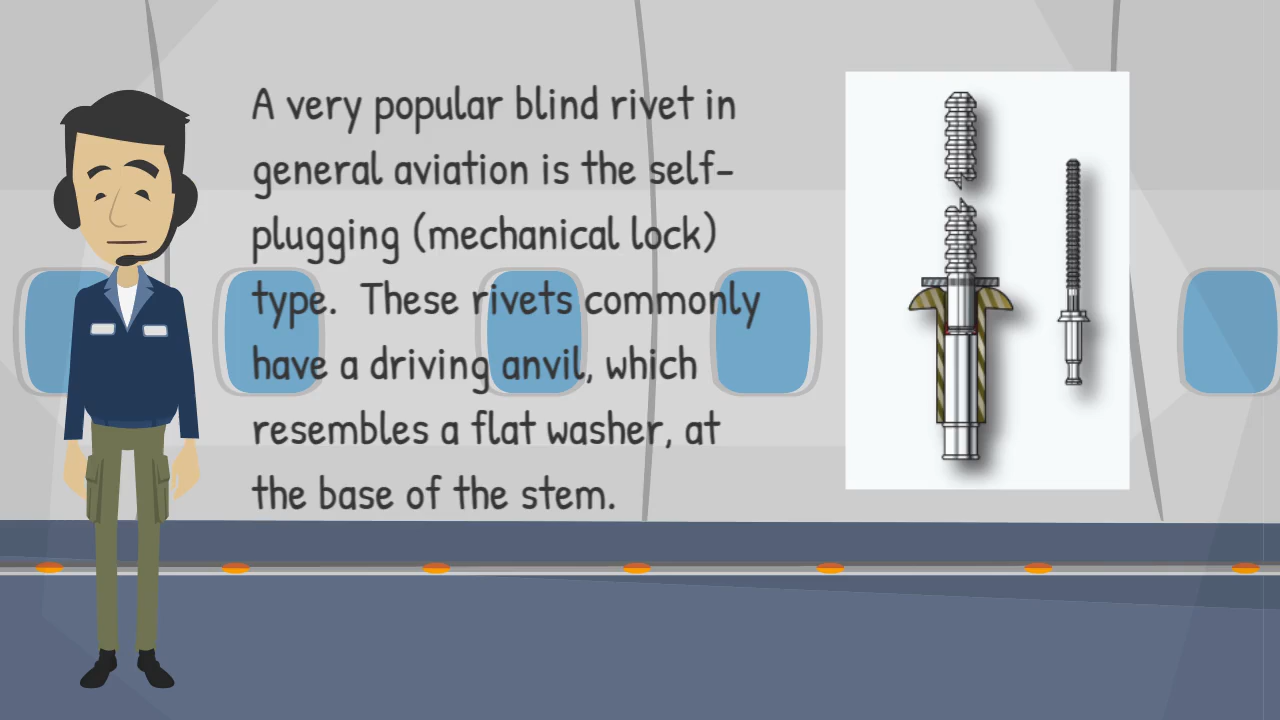 A very popular blind rivet in
general aviation is the self-
plugging (mechanical lock)
type.  These rivets commonly
have a driving anvil, which
resembles a flat washer, at
the base of the stem.